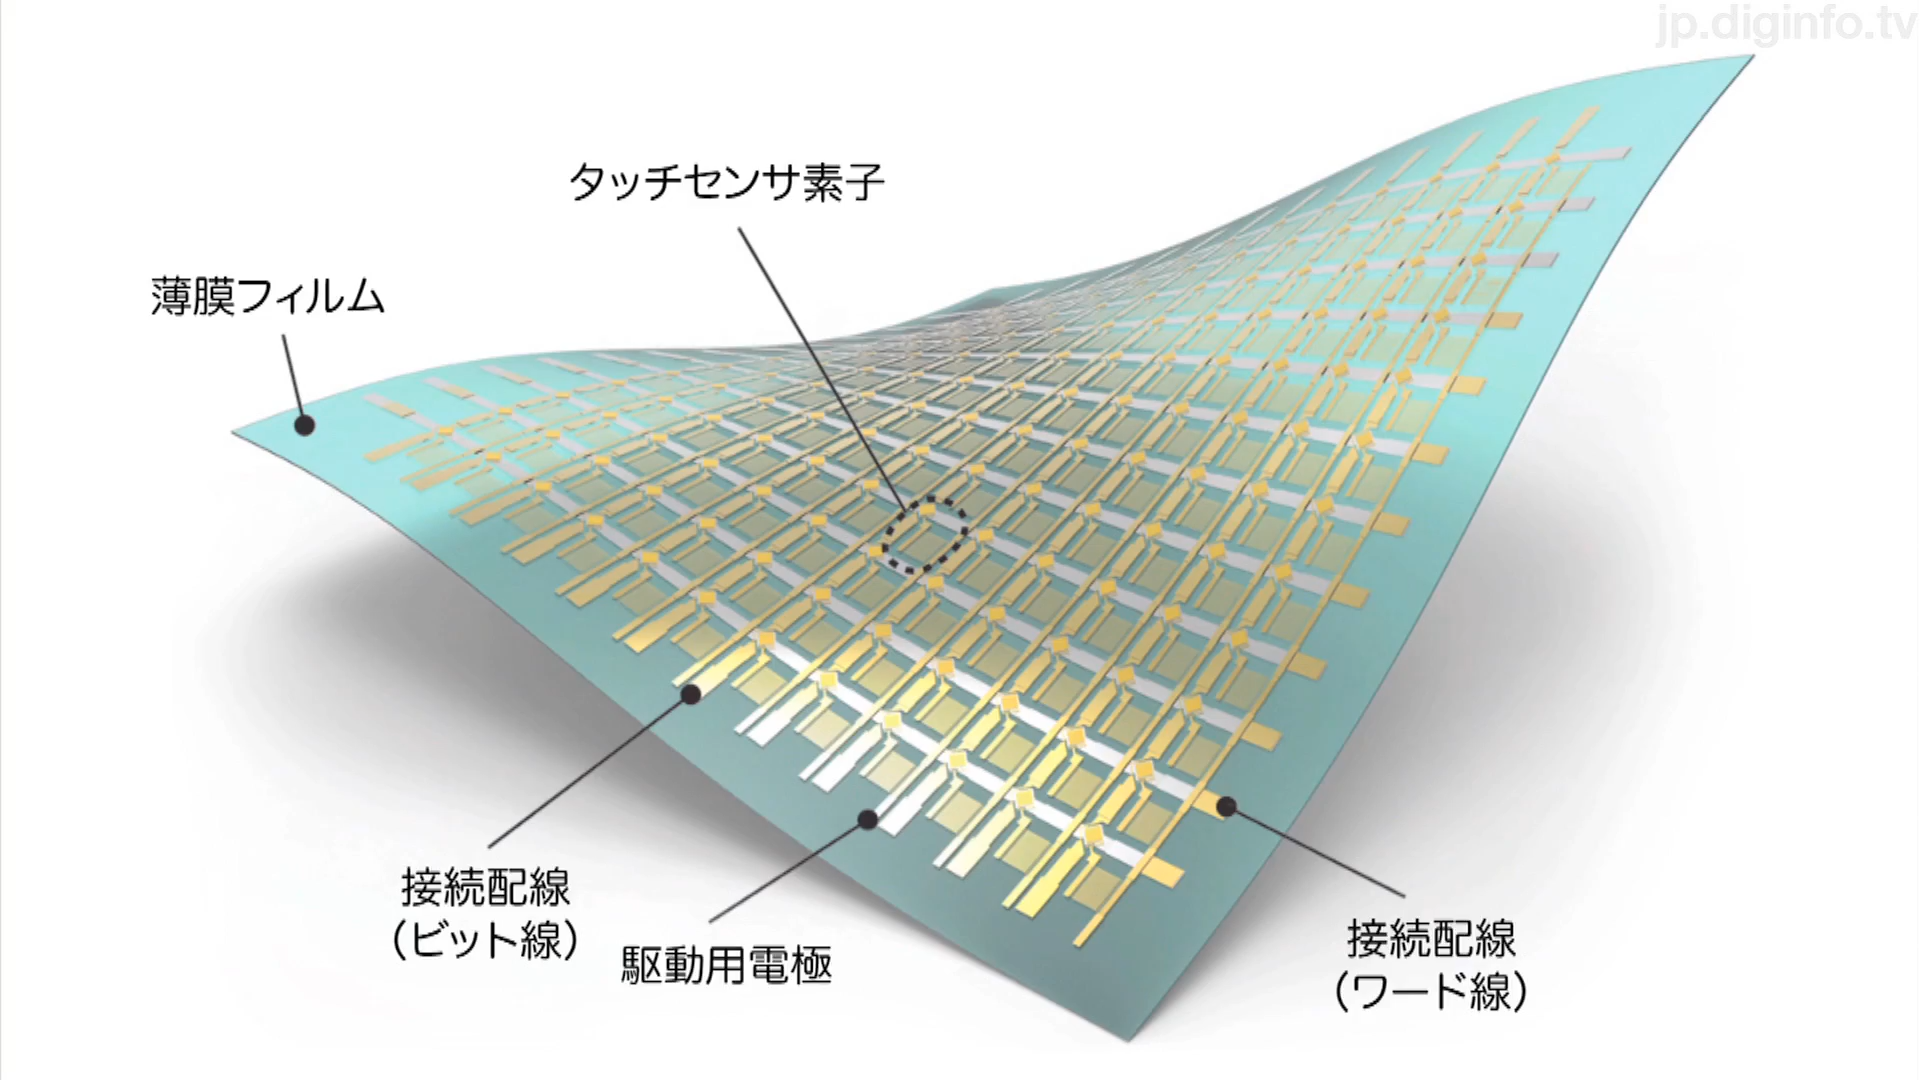 jp.diginfo.tv
タッチセンサ素子
薄膜フィルム
接続配線
（ビット線）
駆動用電極
接続配線
（ワード線）